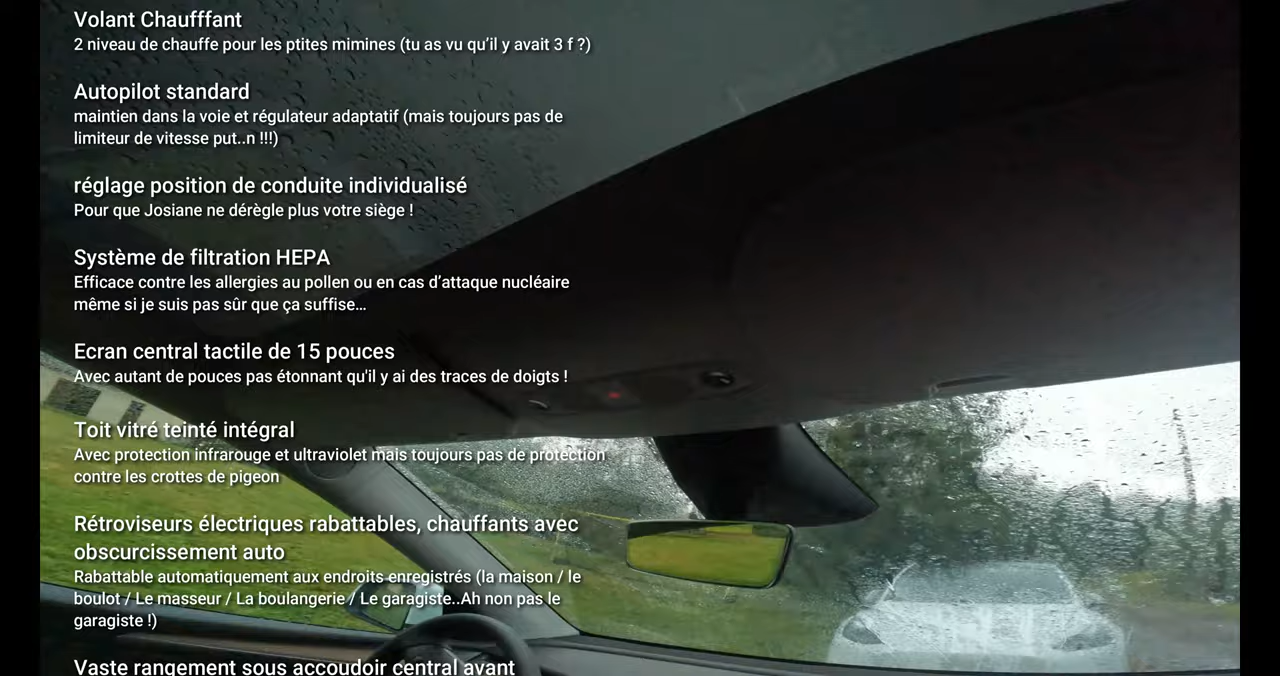 Volant Chaufffant
2 niveau de chauffe pour les ptites mimines (tu as vu qu’il y avait 3 f ?)
Autopilot standard
maintien dans la voie et régulateur adaptatif (mais toujours pas de
limiteur de vitesse put..n !!!)
réglage position de conduite individualisé
Pour que Josiane ne dérègle plus votre siège !
Système de filtration HEPA
Efficace contre les allergies au pollen ou en cas d’attaque nucléaire
même si je suis pas sûr que ça suffise…
Ecran central tactile de 15 pouces
Avec autant de pouces pas étonnant qu'il y ai des traces de doigts !
Toit vitré teinté intégral
Avec protection infrarouge et ultraviolet mais toujours pas de protection
contre les crottes de pigeon
Rétroviseurs électriques rabattables, chauffants avec
obscurcissement auto
Rabattable automatiquement aux endroits enregistrés (la maison / le
boulot / Le masseur / La boulangerie / Le garagiste..Ah non pas le
garagiste !)
Vaste rangement sous accoudoir central avant